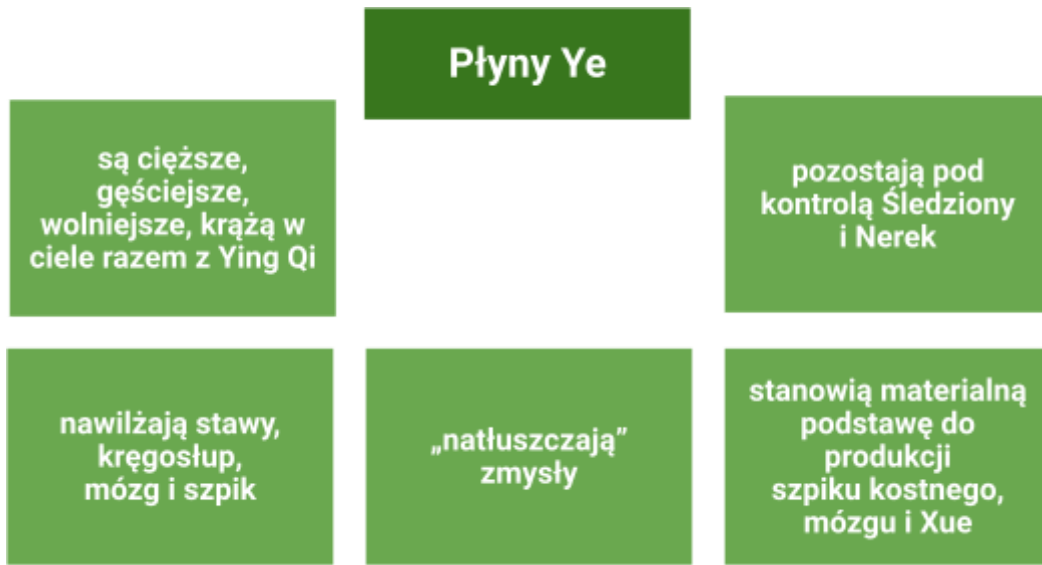 Płyny Ye
są cięższe,
gęściejsze,
wolniejsze, krążą w
ciele razem z Ying Qi
pozostają pod
kontrolą Śledziony
i Nerek
nawilżają stawy,
kręgosłup,
mózg i szpik
„natłuszczają”
zmysły
stanowią materialną
podstawę do
produkcji
szpiku kostnego,
mózgu i Xue